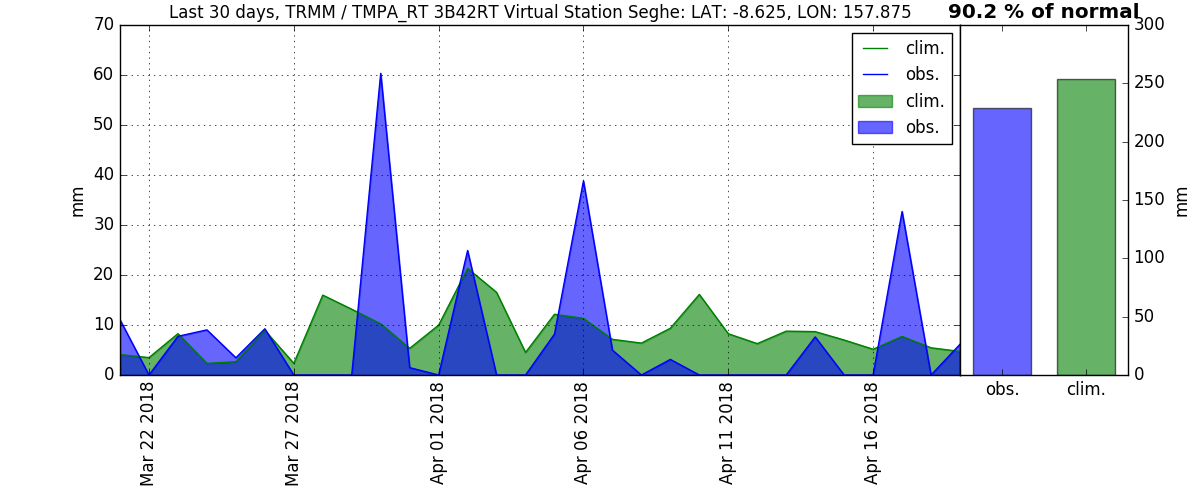 Last 30 days, TRMM / TMPA_RT 3B42RT Virtual Station Seghe: LAT: -8.625, LON: 157.875
90.2 % of normal
70
60
50
40
30
20
10
0
mm
clim.
obs.
clim.
obs.
300
250
200
150
100
50
0
mm
obs.
clim.
Mar 22 2018
Mar 27 2018
Apr 01 2018
Apr 06 2018
Apr 11 2018
Apr 16 2018